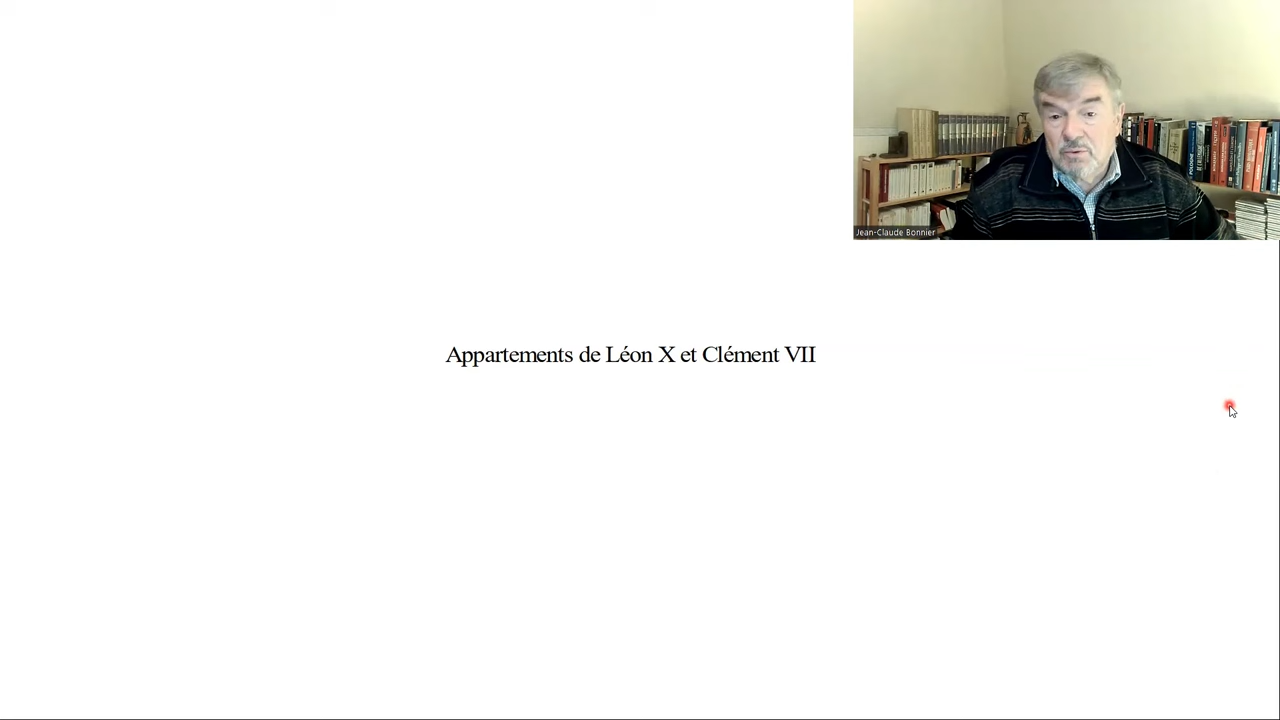 Jean-Claude Bonnier
Appartements de Léon X et Clément VII